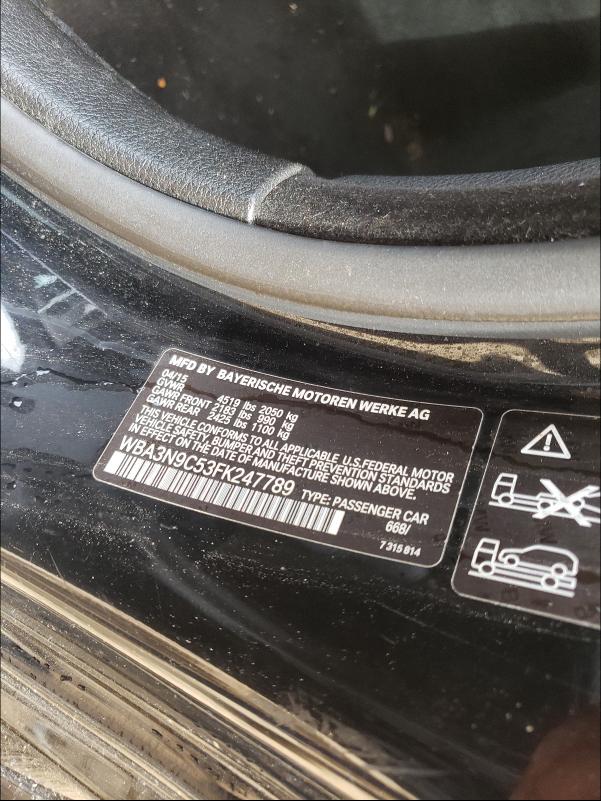 MFD BY BAYERISCHE MOTOREN WERKE AG
04/15
GVWR 4519 lbs 2050 kg
GAWR FRONT 2183 lbs 990 kg
GAWR REAR 2425 lbs 1100 kg
THIS VEHICLE CONFORMS TO ALL APPLICABLE U.S.FEDERAL MOTOR
VEHICLE SAFETY, BUMPER,AND THEFT PREVENTION STANDARDS
IN EFFECT ON THE DATE OF MANUFACTURE SHOWN ABOVE.
WBA3N9C53FK247789
TYPE: PASSENGER CAR
668/
7 315 814